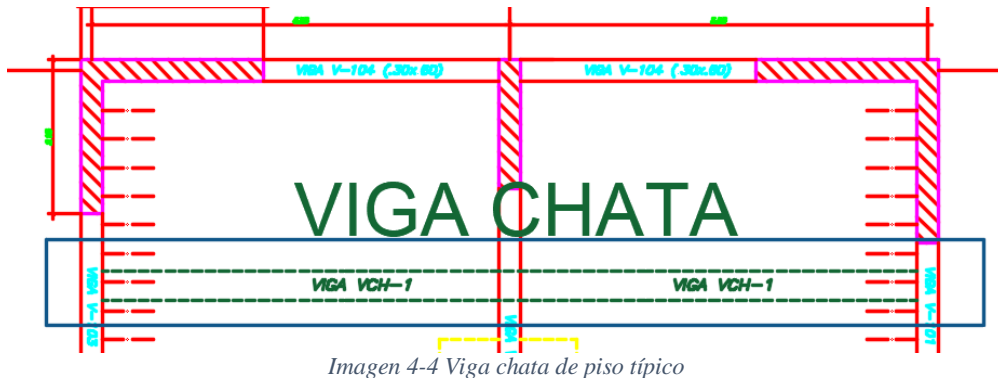 VIGA V-104 (.30x.60) VIGA V-104 (.30x.60)
VIGA CHATA
VIGA VCH-1 VIGA VCH-1
VIGA
Imagen 4-4 Viga chata de piso típico